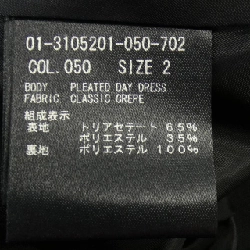 01-3105201-050-702
COL.050 SIZE 2
BODY PLEATED DAY DRESS
FABRIC CLASSIC CREPE
組成表示
表地 トリアセテート 65%
ポリエステル 35%
裏地 ポリエステル 100%